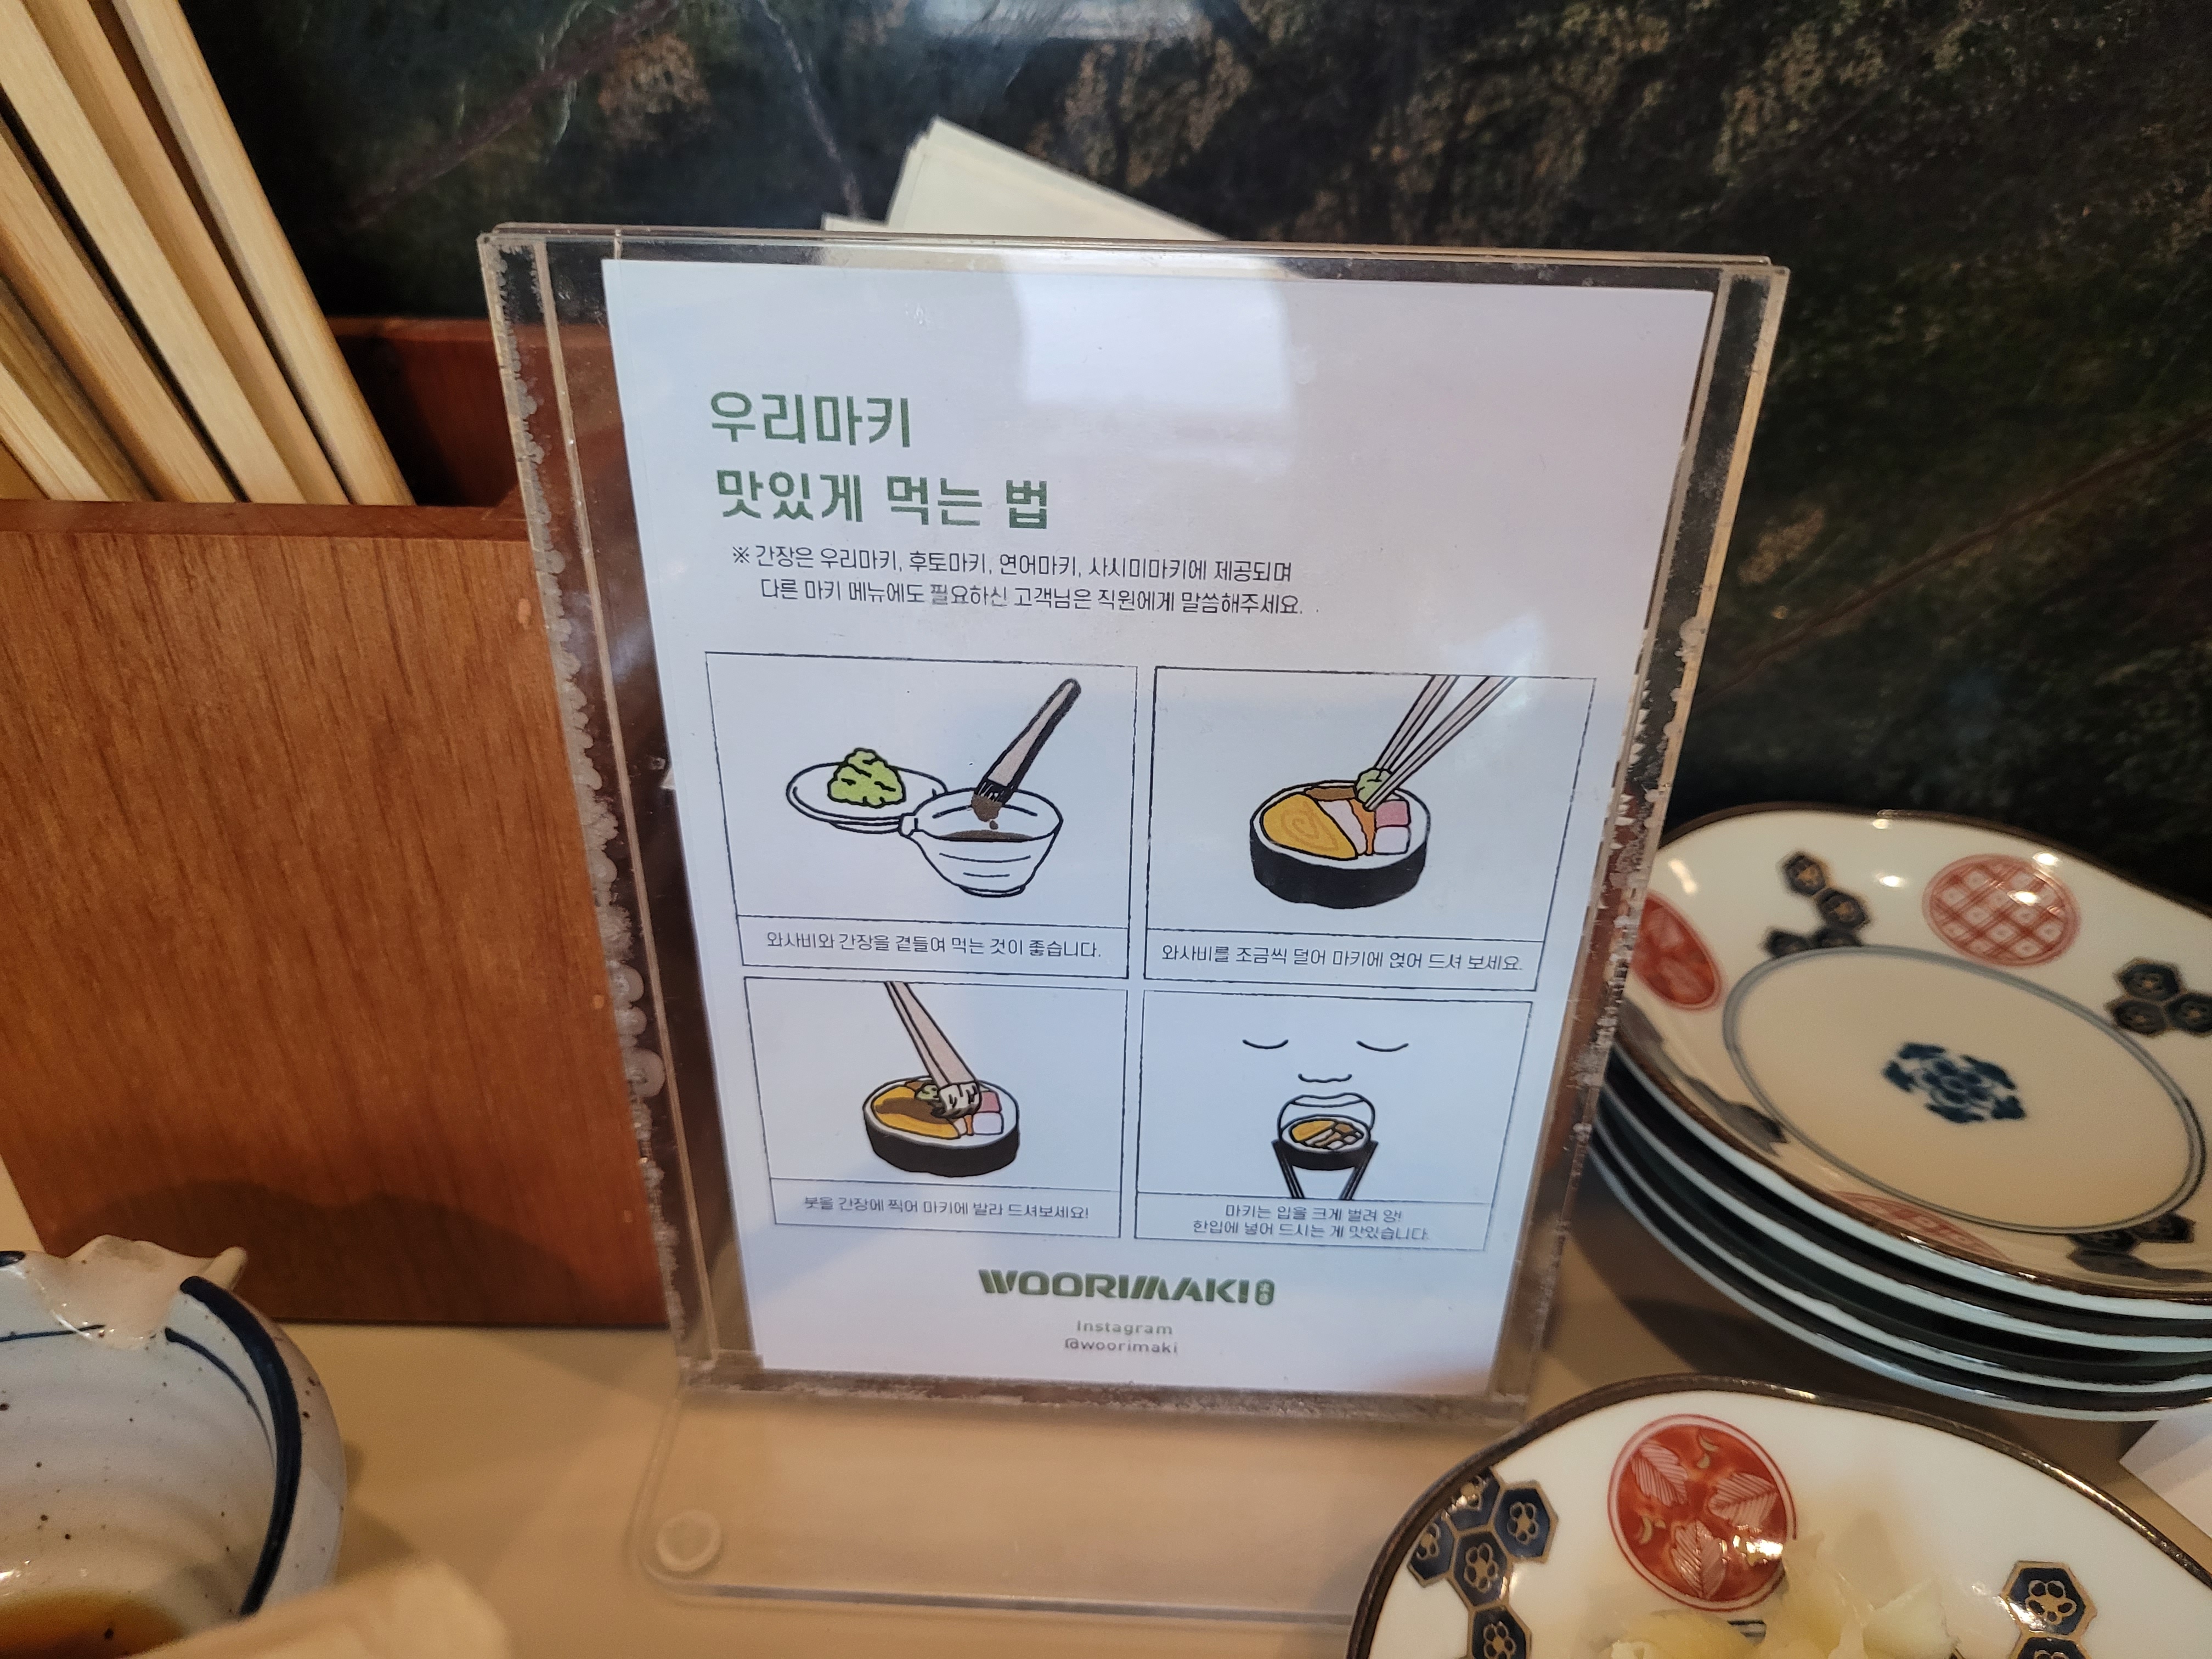 우리마키
맛있게 먹는 법
※ 간장은 우리마키, 후토마키, 연어마키, 사시미마키에 제공되며
다른 마키 메뉴에도 필요하신 고객님은 직원에게 말씀해주세요.
와사비와 간장을 곁들여 먹는 것이 좋습니다.
와사비를 조금씩 덜어 마키에 얹어 드셔 보세요.
붓을 간장에 찍어 마키에 발라 드셔보세요!
마키는 입을 크게 벌려 앙!
한입에 넣어 드시는 게 맛있습니다.
WOORIMAKI
Instagram
@woorimaki